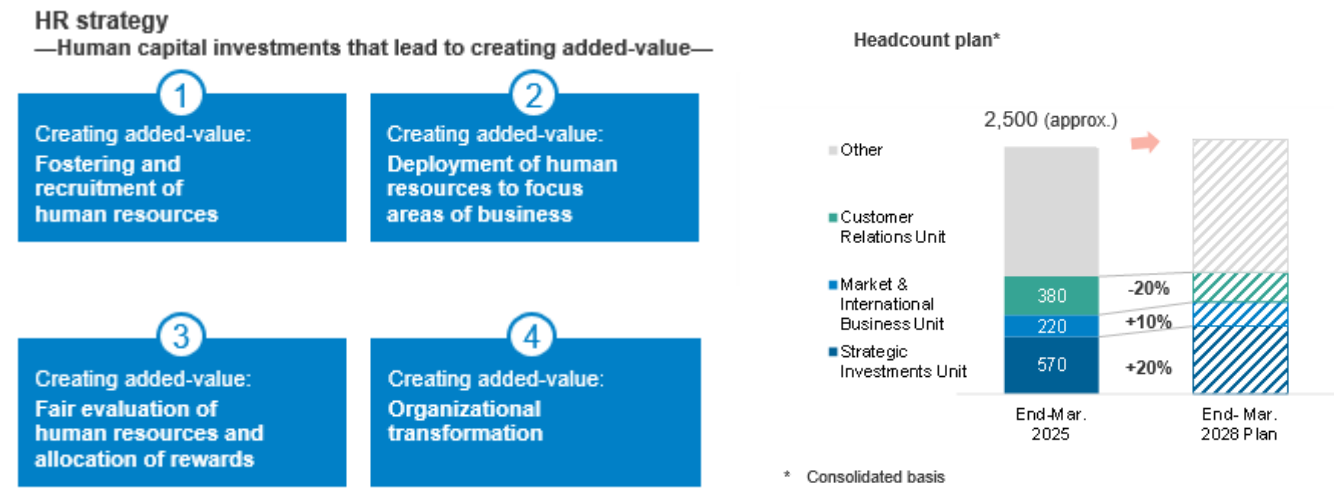 HR strategy
—Human capital investments that lead to creating added-value—
1
Creating added-value:
Fostering and
recruitment of
human resources
2
Creating added-value:
Deployment of human
resources to focus
areas of business
3
Creating added-value:
Fair evaluation of
human resources and
allocation of rewards
4
Creating added-value:
Organizational
transformation
Headcount plan*
2,500 (approx.)
Other
Customer
Relations Unit
Market &
International
Business Unit
Strategic
Investments Unit
380
220
570
-20%
+10%
+20%
End-Mar.
2025
End- Mar.
2028 Plan
* Consolidated basis